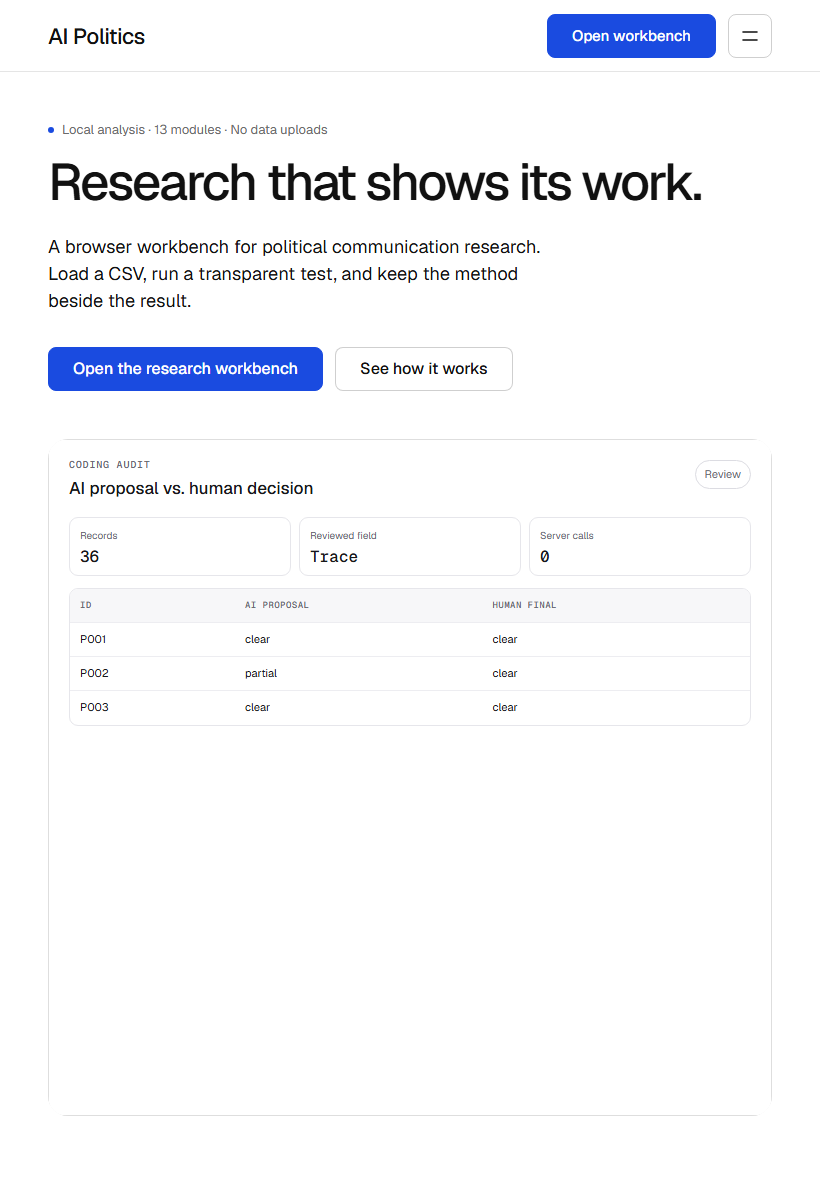 AI Politics
Open workbench
Local analysis · 13 modules · No data uploads
Research that shows its work.
A browser workbench for political communication research.
Load a CSV, run a transparent test, and keep the method
beside the result.
Open the research workbench
See how it works
CODING AUDIT
AI proposal vs. human decision
Review
Records
36
Reviewed field
Trace
Server calls
0
ID AI PROPOSAL HUMAN FINAL
P001 clear clear
P002 partial clear
P003 clear clear